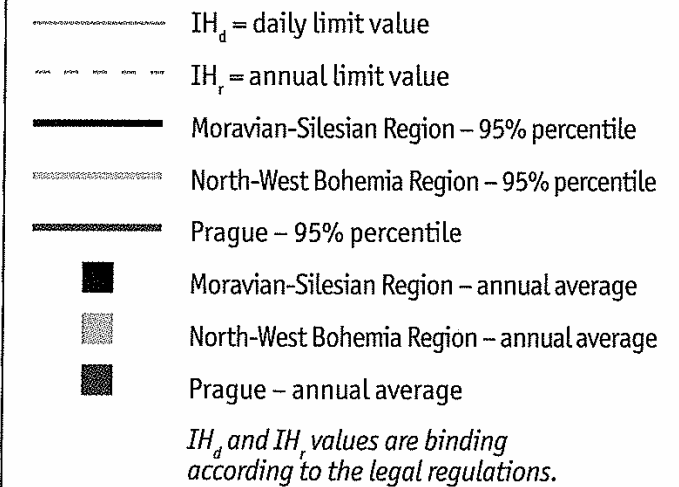 IHd = daily limit value
IHr = annual limit value
Moravian-Silesian Region – 95% percentile
North-West Bohemia Region – 95% percentile
Prague – 95% percentile
Moravian-Silesian Region – annual average
North-West Bohemia Region – annual average
Prague – annual average
IHd and IHr values are binding
according to the legal regulations.